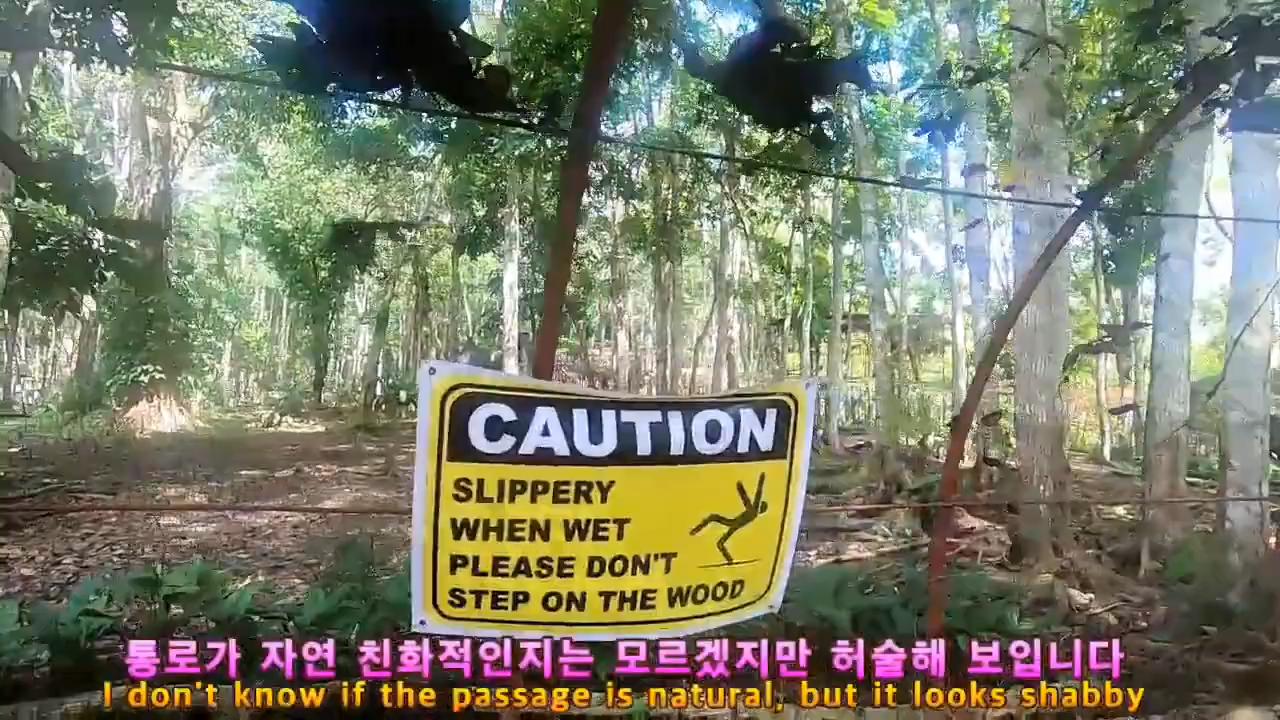 CAUTION
SLIPPERY
WHEN WET
PLEASE DON'T
STEP ON THE WOOD
통로가 자연 친화적인지는 모르겠지만 허술해 보입니다
I don't know if the passage is natural, but it looks shabby